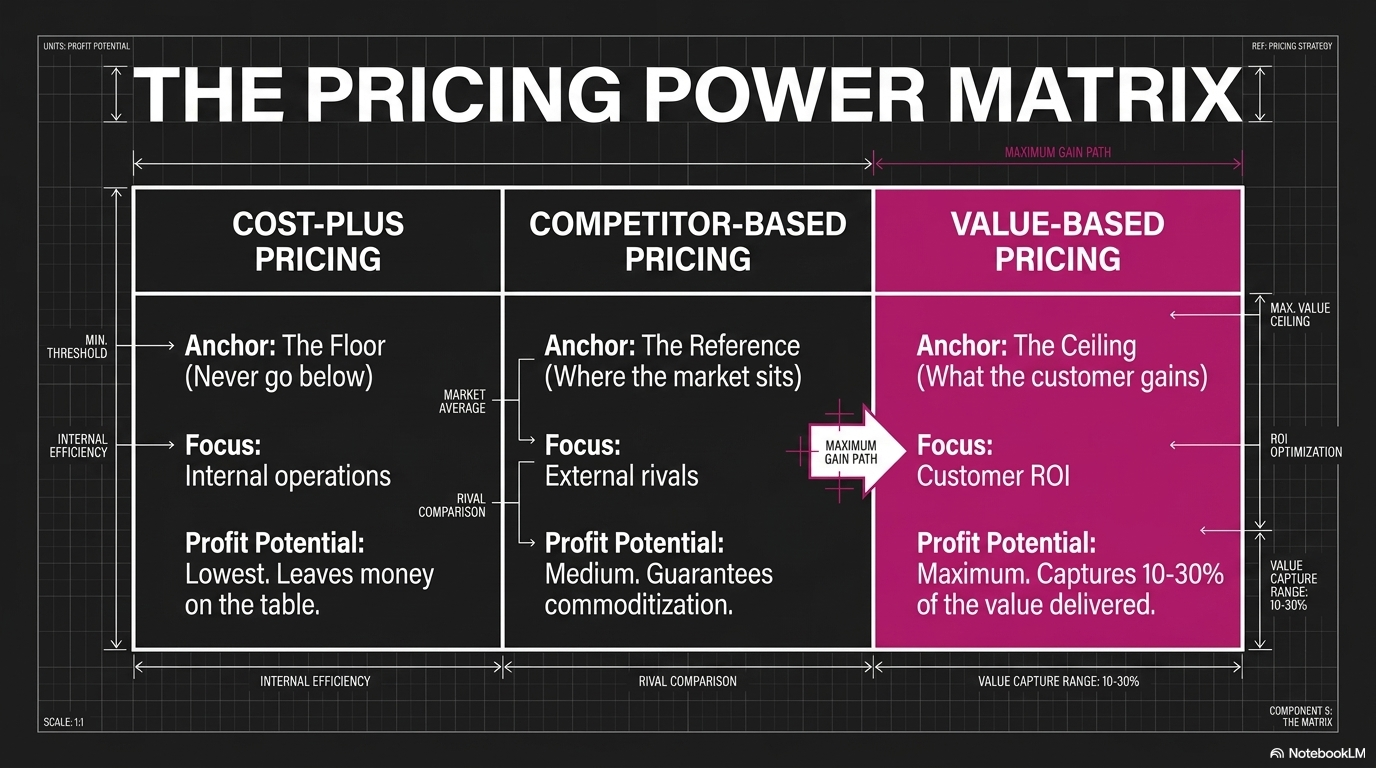 UNITS: PROFIT POTENTIAL
REF: PRICING STRATEGY
THE PRICING POWER MATRIX
MAXIMUM GAIN PATH
COST-PLUS
PRICING
COMPETITOR-BASED
PRICING
VALUE-BASED
PRICING
MIN.
THRESHOLD
Anchor: The Floor
(Never go below)
INTERNAL
EFFICIENCY
Focus:
Internal operations
Profit Potential:
Lowest. Leaves money
on the table.
MARKET
AVERAGE
RIVAL
COMPARISON
Anchor: The Reference
(Where the market sits)
Focus:
External rivals
Profit Potential:
Medium. Guarantees
commoditization.
MAXIMUM
GAIN PATH
Anchor: The Ceiling
(What the customer gains)
Focus:
Customer ROI
Profit Potential:
Maximum. Captures 10-30%
of the value delivered.
MAX. VALUE
CEILING
ROI
OPTIMIZATION
VALUE
CAPTURE
RANGE:
10-30%
INTERNAL EFFICIENCY
RIVAL COMPARISON
VALUE CAPTURE RANGE: 10-30%
SCALE: 1:1
COMPONENT S:
THE MATRIX
NotebookLM